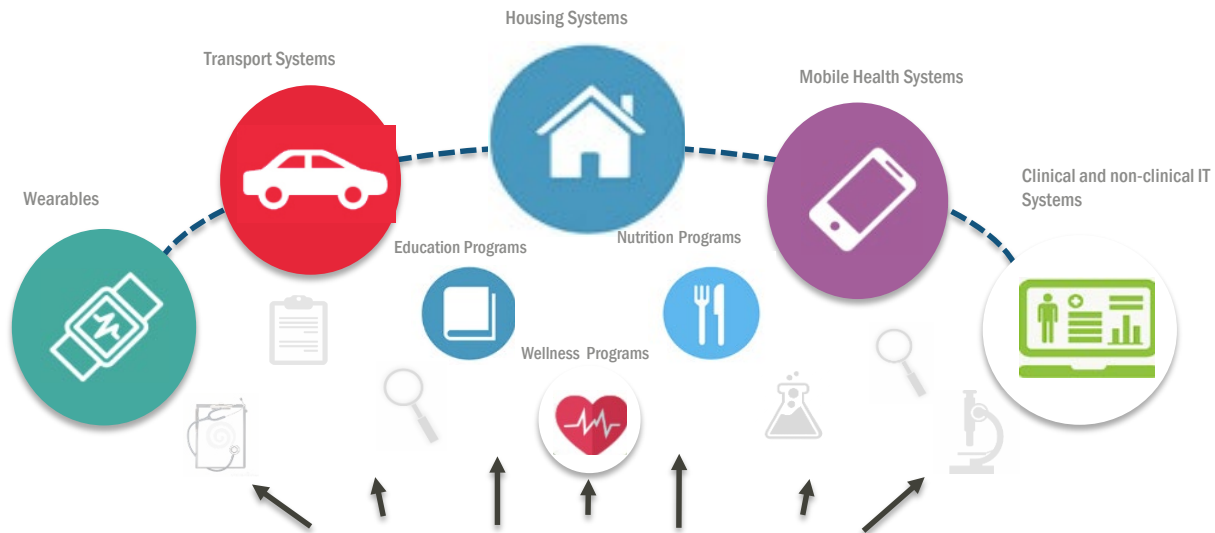 Housing Systems
Transport Systems
Mobile Health Systems
Clinical and non-clinical IT
Systems
Wearables
Education Programs
Nutrition Programs
Wellness Programs